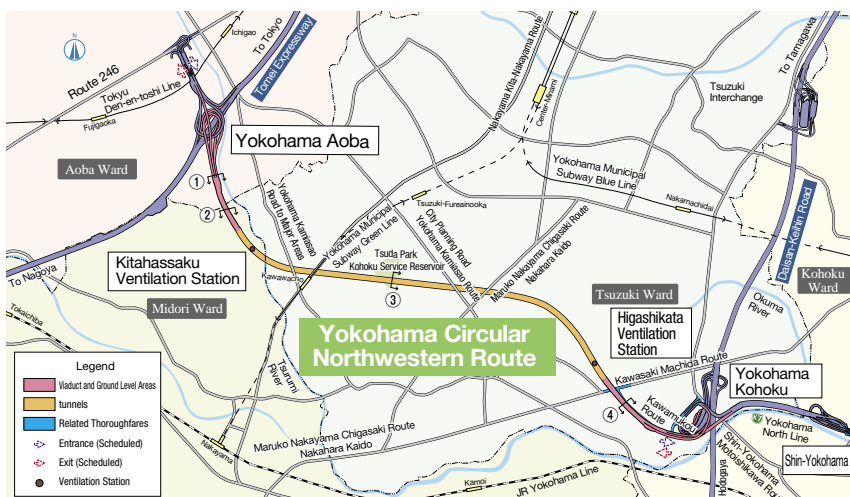 N
Route 246
Tokyu
Den-en-toshi Line
Fujigaoka
Ichigao
To Tokyo
Tomei Expressway
Yokohama Aoba
Aoba Ward
①
②
Kitahassaku
Ventilation Station
To Nagoya
Midori Ward
Tokaichiba
Yokohama Kamiasao
Road to Major Areas
Yokohama Municipal
Subway Green Line
Kawawacho
Tsuzuki-Fureainooka
Tsuda Park
Kohoku Service Reservoir
③
City Planning Road
Yokohama Kamiasao Route
Nakayama Kita-Nakayama Route
Center-Minami
Maruko Nakayama Chigasaki Route
Nakahara Kaido
Yokohama Municipal
Subway Blue Line
Nakamachidai
Tsuzuki
Interchange
To Tamagawa
Daisan-Keihin Road
Kohoku
Ward
Okuma
River
Tsuzuki Ward
Higashikata
Ventilation
Station
Yokohama Circular
Northwestern Route
Kawasaki Machida Route
Yokohama
Kohoku
④
Kawamukou
Route
Yokohama
North Line
Shin-Yokohama
Shin-Yokohama
Motoishikawa Ro
Hodogaya
JR Yokohama Line
Kamoi
Tsurumi
River
Maruko Nakayama Chigasaki Route
Nakahara Kaido
Nakayama
Legend
Viaduct and Ground Level Areas
tunnels
Related Thoroughfares
Entrance (Scheduled)
Exit (Scheduled)
Ventilation Station